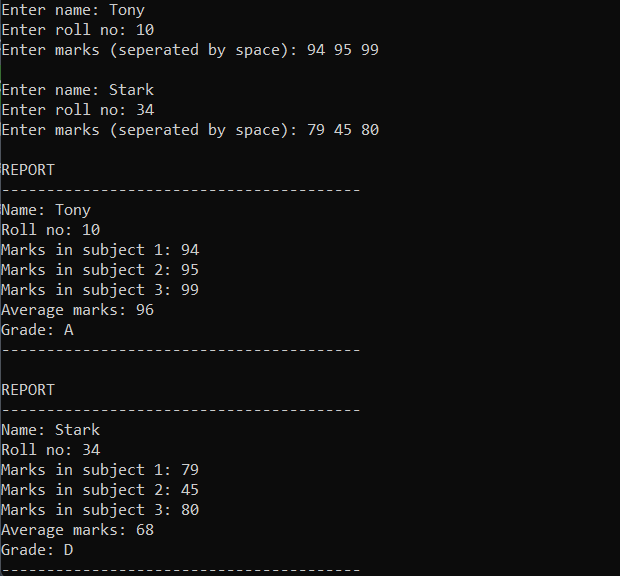 Enter name: Tony
Enter roll no: 10
Enter marks (seperated by space): 94 95 99
Enter name: Stark
Enter roll no: 34
Enter marks (seperated by space): 79 45 80
REPORT
----------------------------------------
Name: Tony
Roll no: 10
Marks in subject 1: 94
Marks in subject 2: 95
Marks in subject 3: 99
Average marks: 96
Grade: A
----------------------------------------
REPORT
----------------------------------------
Name: Stark
Roll no: 34
Marks in subject 1: 79
Marks in subject 2: 45
Marks in subject 3: 80
Average marks: 68
Grade: D
----------------------------------------